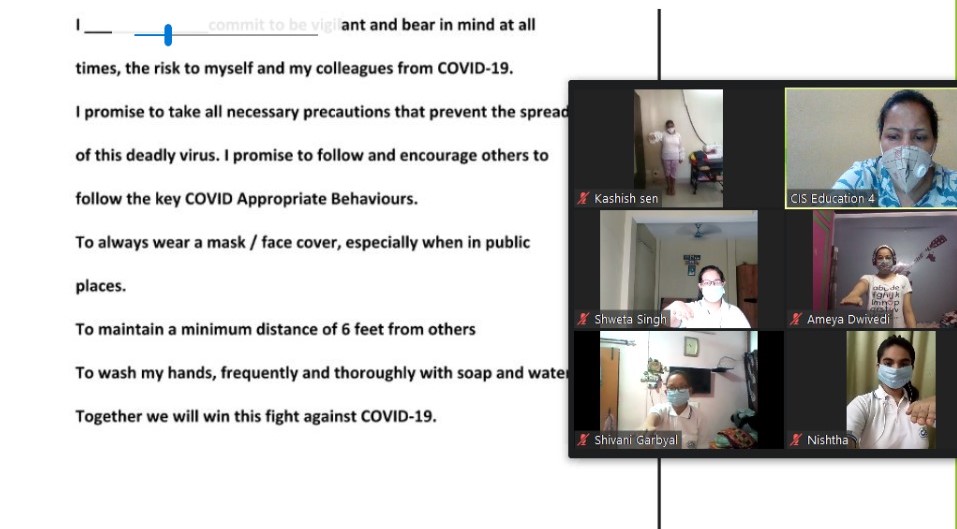 I ___ ________commit to be vigilant and bear in mind at all
times, the risk to myself and my colleagues from COVID-19.
I promise to take all necessary precautions that prevent the spread
of this deadly virus. I promise to follow and encourage others to
follow the key COVID Appropriate Behaviours.
To always wear a mask / face cover, especially when in public
places.
To maintain a minimum distance of 6 feet from others
To wash my hands, frequently and thoroughly with soap and water
Together we will win this fight against COVID-19.
Kashish sen
CIS Education 4
Shweta Singh
Ameya Dwivedi
Shivani Garbyal
Nishtha